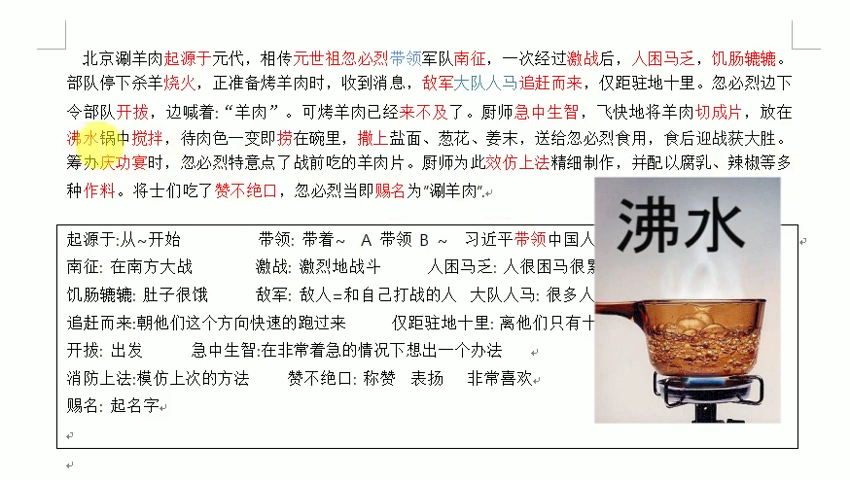 北京涮羊肉起源于元代，相传元世祖忽必烈带领军队南征，一次经过激战后，人困马乏，饥肠辘辘。
部队停下杀羊烧火，正准备烤羊肉时，收到消息，敌军大队人马追赶而来，仅距驻地十里。忽必烈边下
令部队开拔，边喊着:“羊肉”。可烤羊肉已经来不及了。厨师急中生智，飞快地将羊肉切成片，放在
沸水锅中搅拌，待肉色一变即捞在碗里，撒上盐面、葱花、姜末，送给忽必烈食用，食后迎战获大胜。
筹办庆功宴时，忽必烈特意点了战前吃的羊肉片。厨师为此效仿上法精细制作，并配以腐乳、辣椒等多
种作料。将士们吃了赞不绝口，忽必烈当即赐名为“涮羊肉”.
起源于:从~开始 带领: 带着~ A 带领 B ~ 习近平带领中国人
南征: 在南方大战 激战: 激烈地战斗 人困马乏: 人很困马很累
饥肠辘辘: 肚子很饿 敌军: 敌人=和自己打战的人 大队人马: 很多人
追赶而来:朝他们这个方向快速的跑过来 仅距驻地十里: 离他们只有十
开拔: 出发 急中生智:在非常着急的情况下想出一个办法
消防上法:模仿上次的方法 赞不绝口: 称赞 表扬 非常喜欢
赐名: 起名字
沸水